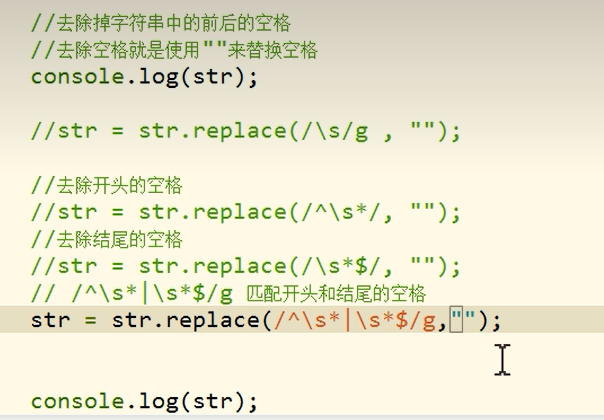 //去除掉字符串中的前后的空格
//去除空格就是使用""来替换空格
console.log(str);
//str = str.replace(/\s/g , "");
//去除开头的空格
//str = str.replace(/^\s*/, "");
//去除结尾的空格
//str = str.replace(/\s*$/, "");
// /^\s*|\s*$/g 匹配开头和结尾的空格
str = str.replace(/^\s*|\s*$/g,"");
console.log(str);